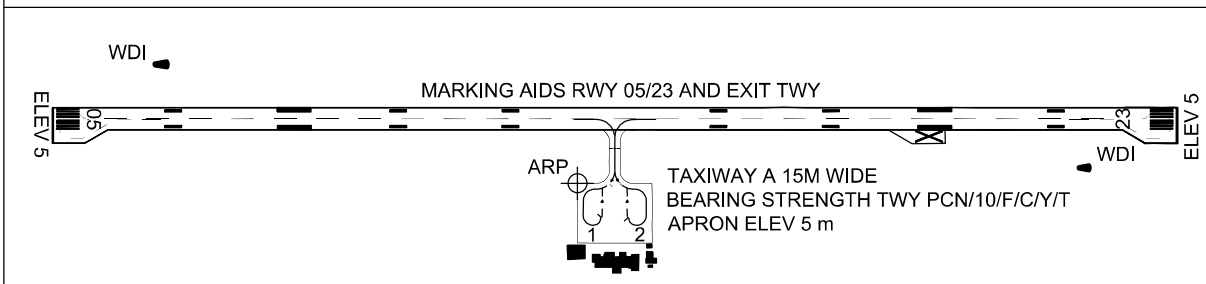 WDI
MARKING AIDS RWY 05/23 AND EXIT TWY
ELEV 5
05
23
ELEV 5
WDI
ARP
TAXIWAY A 15M WIDE
BEARING STRENGTH TWY PCN/10/F/C/Y/T
APRON ELEV 5 m
1
2